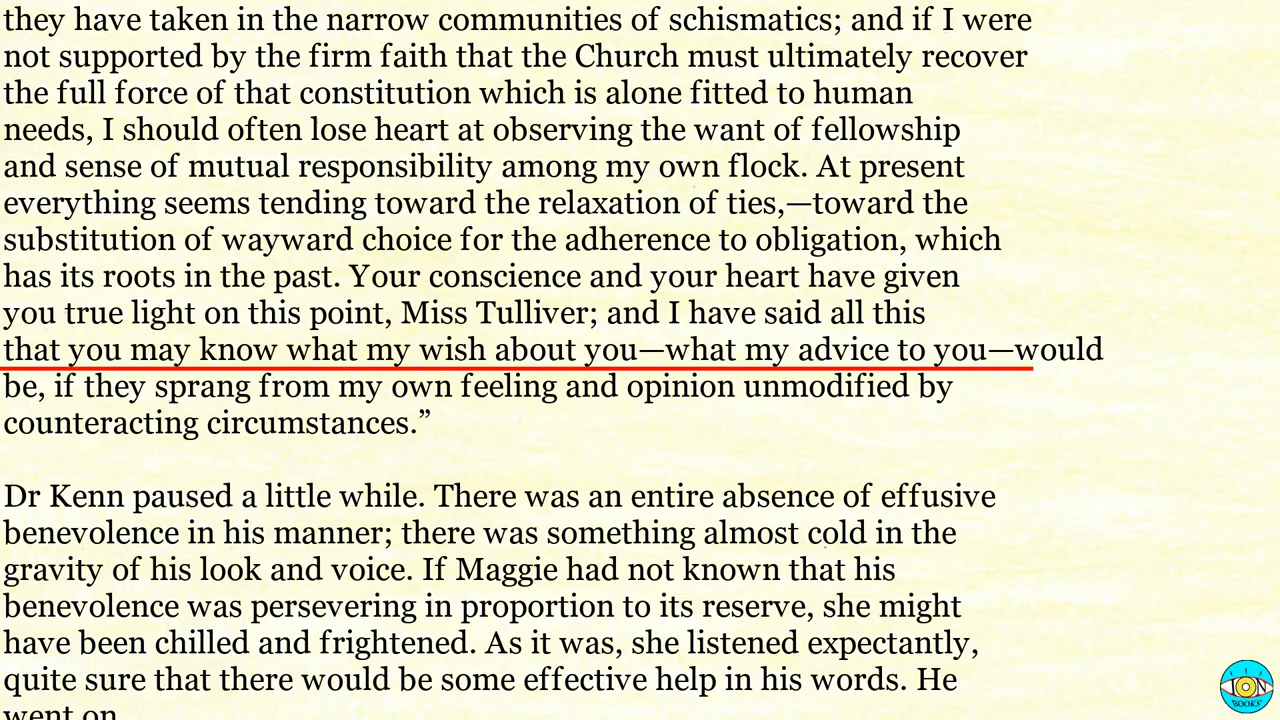 they have taken in the narrow communities of schismatics; and if I were
not supported by the firm faith that the Church must ultimately recover
the full force of that constitution which is alone fitted to human
needs, I should often lose heart at observing the want of fellowship
and sense of mutual responsibility among my own flock. At present
everything seems tending toward the relaxation of ties,—toward the
substitution of wayward choice for the adherence to obligation, which
has its roots in the past. Your conscience and your heart have given
you true light on this point, Miss Tulliver; and I have said all this
that you may know what my wish about you—what my advice to you—would
be, if they sprang from my own feeling and opinion unmodified by
counteracting circumstances.”
Dr Kenn paused a little while. There was an entire absence of effusive
benevolence in his manner; there was something almost cold in the
gravity of his look and voice. If Maggie had not known that his
benevolence was persevering in proportion to its reserve, she might
have been chilled and frightened. As it was, she listened expectantly,
quite sure that there would be some effective help in his words. He
went on.
ION
BOOKS